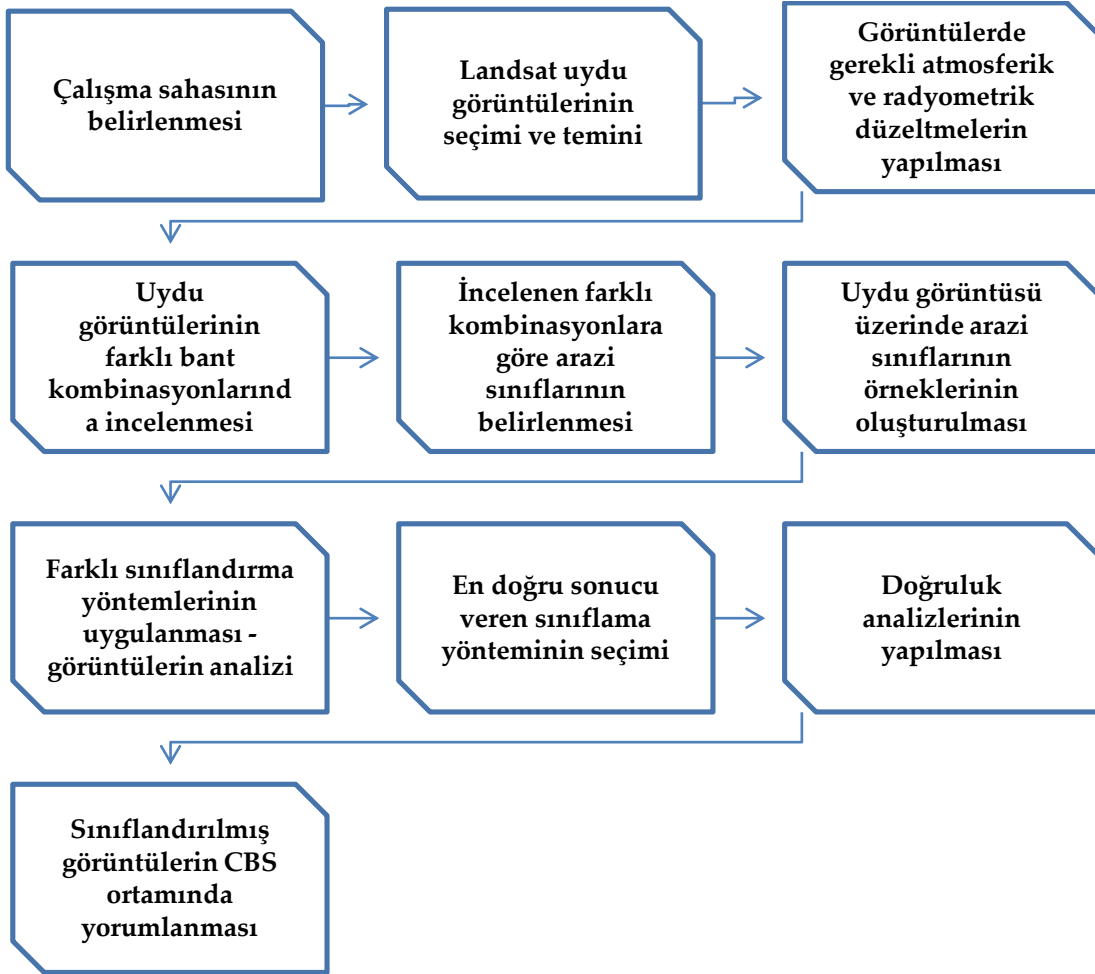 Çalışma sahasının
belirlenmesi
Landsat uydu
görüntülerinin
seçimi ve temini
Görüntülerde
gerekli atmosferik
ve radyometrik
düzeltmelerin
yapılması
Uydu
görüntülerinin
farklı bant
kombinasyonlarınd
a incelenmesi
İncelenen farklı
kombinasyonlara
göre arazi
sınıflarının
belirlenmesi
Uydu görüntüsü
üzerinde arazi
sınıflarının
örneklerinin
oluşturulması
Farklı sınıflandırma
yöntemlerinin
uygulanması -
görüntülerin analizi
En doğru sonucu
veren sınıflama
yönteminin seçimi
Doğruluk
analizlerinin
yapılması
Sınıflandırılmış
görüntülerin CBS
ortamında
yorumlanması